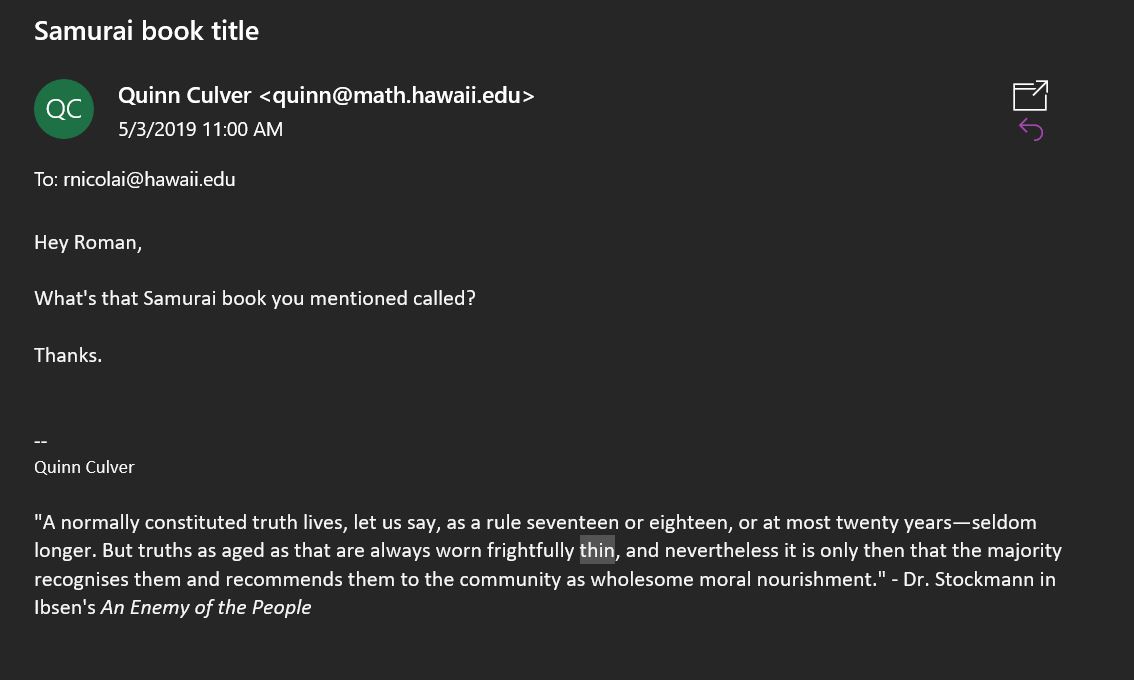 Samurai book title
QC
Quinn Culver <quinn@math.hawaii.edu>
5/3/2019 11:00 AM
To: rnicolai@hawaii.edu
Hey Roman,
What's that Samurai book you mentioned called?
Thanks.
--
Quinn Culver
"A normally constituted truth lives, let us say, as a rule seventeen or eighteen, or at most twenty years—seldom
longer. But truths as aged as that are always worn frightfully thin, and nevertheless it is only then that the majority
recognises them and recommends them to the community as wholesome moral nourishment." - Dr. Stockmann in
Ibsen's An Enemy of the People